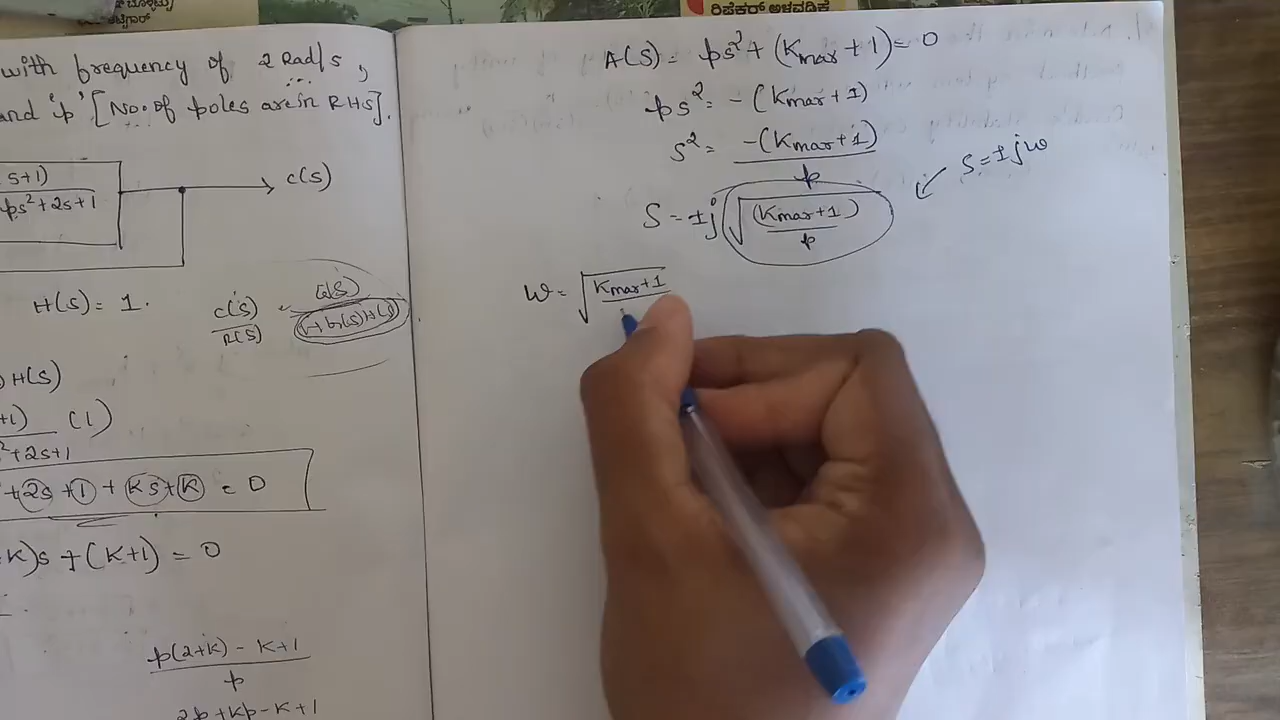 ರಿಪೆಕರ್ ಅಳವಡಿಕೆ
with frequency of 2 Rad/s,
and 'p' [No. of poles are in RHS].
s+1)
ps²+2s+1
c(s)
H(s) = 1.
c(s)
R(s)
) H(s)
+1) (1)
²+2s+1
+2s+1+Ks+K = 0
K)s + (K+1) = 0
p(2+K) - K+1
p
2p+Kp-K+1
A(s) = ps²+(Kmar+1)=0
ps² = -(Kmar+1)
s² = -(Kmar+1)
p
S=±jω
S = ±j√(Kmar+1)
p
ω = √Kmar+1